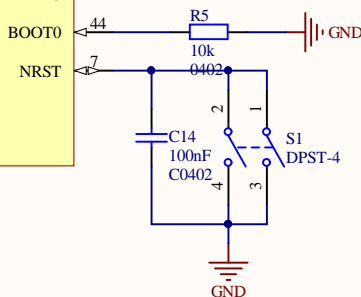 BOOT0
44
R5
10k
0402
GND
NRST
7
C14
100nF
C0402
2
1
4
3
S1
DPST-4
GND